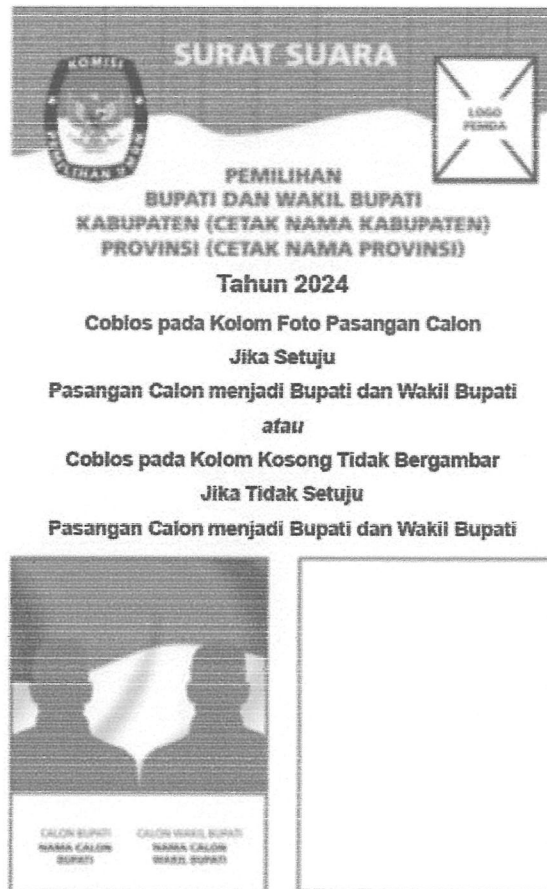 SURAT SUARA
KOMISI
PEMILIHAN UMUM
LOGO
PEMDA
PEMILIHAN
BUPATI DAN WAKIL BUPATI
KABUPATEN (CETAK NAMA KABUPATEN)
PROVINSI (CETAK NAMA PROVINSI)
Tahun 2024
Coblos pada Kolom Foto Pasangan Calon
Jika Setuju
Pasangan Calon menjadi Bupati dan Wakil Bupati
atau
Coblos pada Kolom Kosong Tidak Bergambar
Jika Tidak Setuju
Pasangan Calon menjadi Bupati dan Wakil Bupati
CALON BUPATI CALON WAKIL BUPATI
NAMA CALON NAMA CALON
BUPATI WAKIL BUPATI